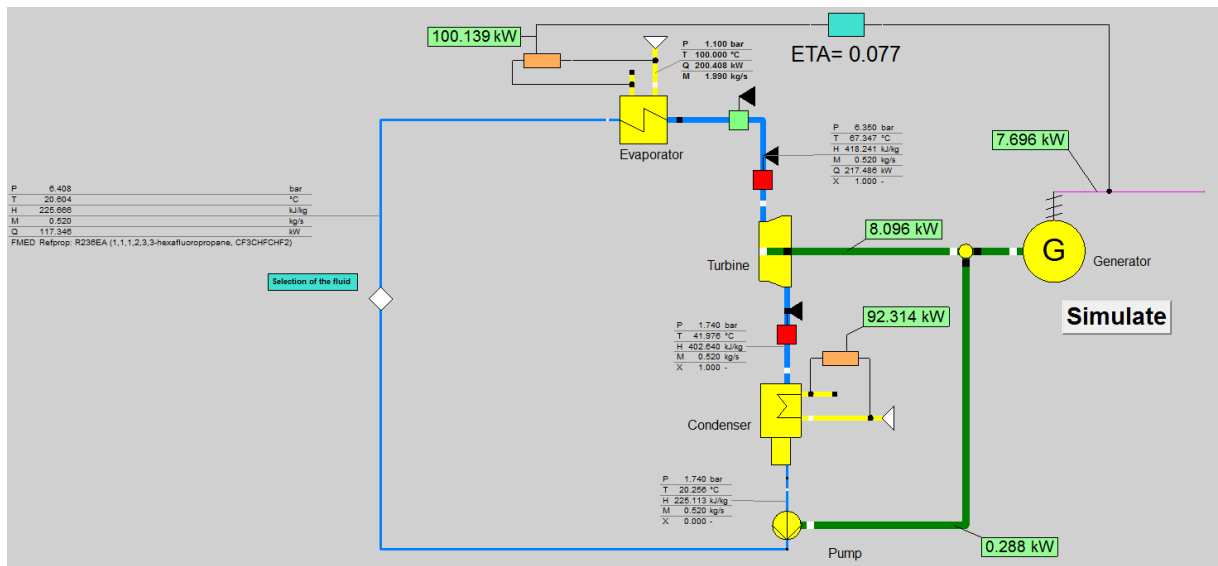 100.139 kW
ETA= 0.077
P 1.100 bar
T 100.000 °C
Q 200.408 kW
M 1.990 kg/s
Evaporator
P 6.350 bar
T 67.347 °C
H 418.241 kJ/kg
M 0.520 kg/s
Q 217.486 kW
X 1.000 -
7.696 kW
P 6.408 bar
T 20.604 °C
H 225.666 kJ/kg
M 0.520 kg/s
Q 117.346 kW
FMED Refprop: R236EA (1,1,1,2,3,3-hexafluoropropane, CF3CHFCHF2)
8.096 kW
G
Generator
Turbine
Selection of the fluid
Simulate
92.314 kW
P 1.740 bar
T 41.976 °C
H 402.640 kJ/kg
M 0.520 kg/s
X 1.000 -
Condenser
P 1.740 bar
T 20.256 °C
H 225.113 kJ/kg
M 0.520 kg/s
X 0.000 -
Pump
0.288 kW